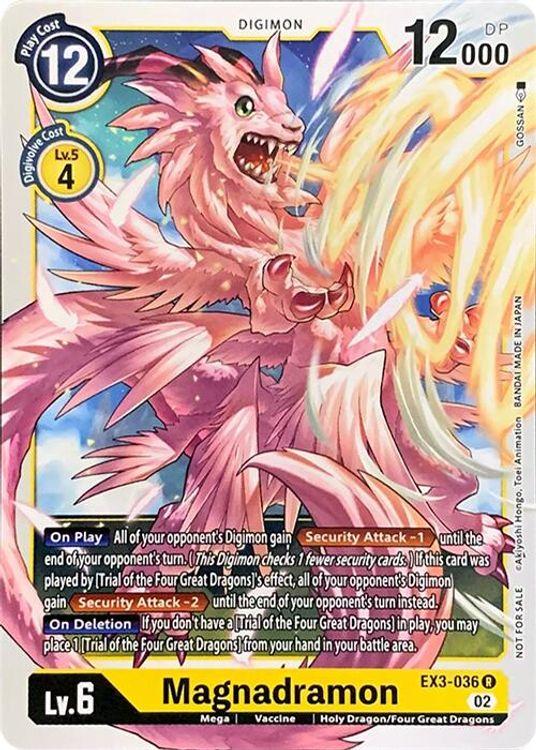 DIGIMON
Play Cost
12
12000
DP
Digivolve Cost
Lv.5
4
GOSSAN
©Akiyoshi Hongo, Toei Animation BANDAI MADE IN JAPAN
NOT FOR SALE
On Play All of your opponent's Digimon gain Security Attack -1 until the
end of your opponent's turn. (This Digimon checks 1 fewer security cards.) If this card was
played by [Trial of the Four Great Dragons]'s effect, all of your opponent's Digimon
gain Security Attack -2 until the end of your opponent's turn instead.
On Deletion If you don't have a [Trial of the Four Great Dragons] in play, you may
place 1 [Trial of the Four Great Dragons] from your hand in your battle area.
EX3-036 R
Lv.6
Magnadramon
02
Mega | Vaccine | Holy Dragon/Four Great Dragons